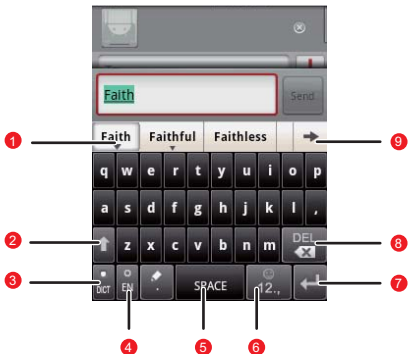 Faith
Send
1
Faith Faithful Faithless
9
q w e r t y u i o p
a s d f g h j k l ,
2
z x c v b n m DEL
8
3
DICT EN . SPACE 12.,
7
4 5 6